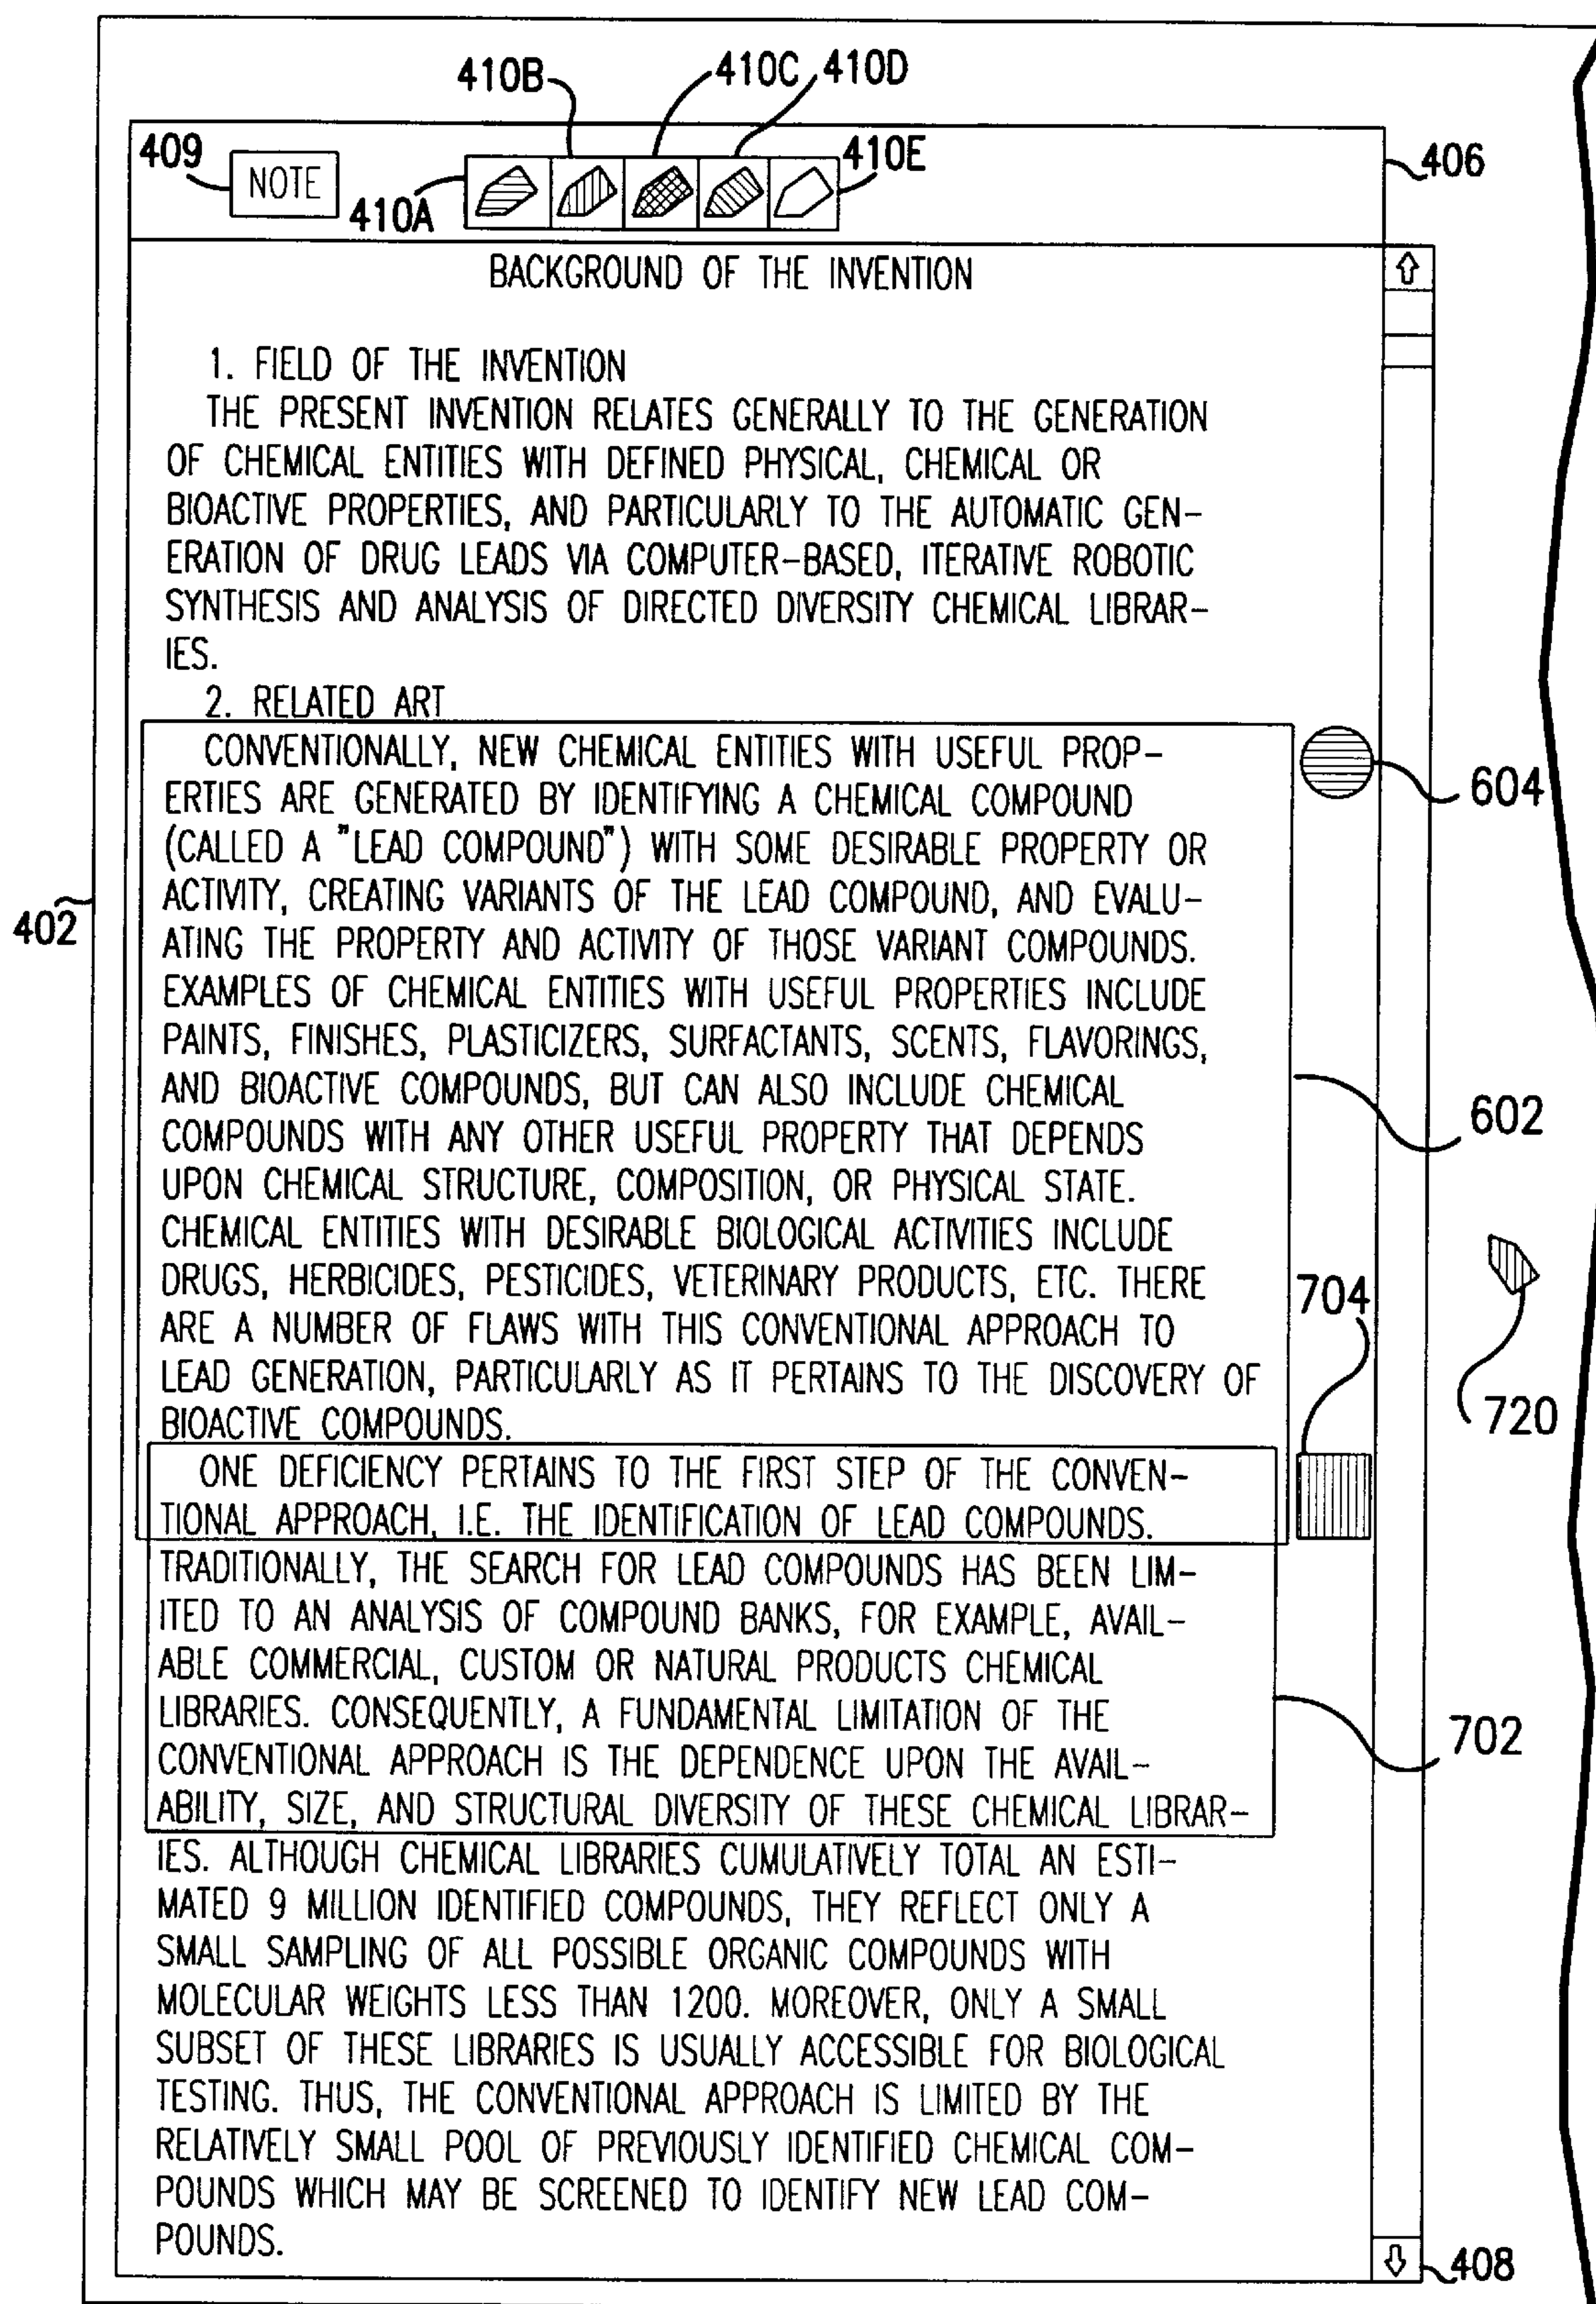 410B 410C 410D
409 NOTE 410A 410E 406
BACKGROUND OF THE INVENTION
1. FIELD OF THE INVENTION
THE PRESENT INVENTION RELATES GENERALLY TO THE GENERATION
OF CHEMICAL ENTITIES WITH DEFINED PHYSICAL, CHEMICAL OR
BIOACTIVE PROPERTIES, AND PARTICULARLY TO THE AUTOMATIC GEN-
ERATION OF DRUG LEADS VIA COMPUTER-BASED, ITERATIVE ROBOTIC
SYNTHESIS AND ANALYSIS OF DIRECTED DIVERSITY CHEMICAL LIBRAR-
IES.
2. RELATED ART
CONVENTIONALLY, NEW CHEMICAL ENTITIES WITH USEFUL PROP-
604
ERTIES ARE GENERATED BY IDENTIFYING A CHEMICAL COMPOUND
(CALLED A "LEAD COMPOUND") WITH SOME DESIRABLE PROPERTY OR
ACTIVITY, CREATING VARIANTS OF THE LEAD COMPOUND, AND EVALU-
402
ATING THE PROPERTY AND ACTIVITY OF THOSE VARIANT COMPOUNDS.
EXAMPLES OF CHEMICAL ENTITIES WITH USEFUL PROPERTIES INCLUDE
PAINTS, FINISHES, PLASTICIZERS, SURFACTANTS, SCENTS, FLAVORINGS,
AND BIOACTIVE COMPOUNDS, BUT CAN ALSO INCLUDE CHEMICAL
602
COMPOUNDS WITH ANY OTHER USEFUL PROPERTY THAT DEPENDS
UPON CHEMICAL STRUCTURE, COMPOSITION, OR PHYSICAL STATE.
CHEMICAL ENTITIES WITH DESIRABLE BIOLOGICAL ACTIVITIES INCLUDE
DRUGS, HERBICIDES, PESTICIDES, VETERINARY PRODUCTS, ETC. THERE
704
ARE A NUMBER OF FLAWS WITH THIS CONVENTIONAL APPROACH TO
LEAD GENERATION, PARTICULARLY AS IT PERTAINS TO THE DISCOVERY OF
720
BIOACTIVE COMPOUNDS.
ONE DEFICIENCY PERTAINS TO THE FIRST STEP OF THE CONVEN-
TIONAL APPROACH, I.E. THE IDENTIFICATION OF LEAD COMPOUNDS.
TRADITIONALLY, THE SEARCH FOR LEAD COMPOUNDS HAS BEEN LIM-
ITED TO AN ANALYSIS OF COMPOUND BANKS, FOR EXAMPLE, AVAIL-
ABLE COMMERCIAL, CUSTOM OR NATURAL PRODUCTS CHEMICAL
LIBRARIES. CONSEQUENTLY, A FUNDAMENTAL LIMITATION OF THE
702
CONVENTIONAL APPROACH IS THE DEPENDENCE UPON THE AVAIL-
ABILITY, SIZE, AND STRUCTURAL DIVERSITY OF THESE CHEMICAL LIBRAR-
IES. ALTHOUGH CHEMICAL LIBRARIES CUMULATIVELY TOTAL AN ESTI-
MATED 9 MILLION IDENTIFIED COMPOUNDS, THEY REFLECT ONLY A
SMALL SAMPLING OF ALL POSSIBLE ORGANIC COMPOUNDS WITH
MOLECULAR WEIGHTS LESS THAN 1200. MOREOVER, ONLY A SMALL
SUBSET OF THESE LIBRARIES IS USUALLY ACCESSIBLE FOR BIOLOGICAL
TESTING. THUS, THE CONVENTIONAL APPROACH IS LIMITED BY THE
RELATIVELY SMALL POOL OF PREVIOUSLY IDENTIFIED CHEMICAL COM-
POUNDS WHICH MAY BE SCREENED TO IDENTIFY NEW LEAD COM-
POUNDS.
408